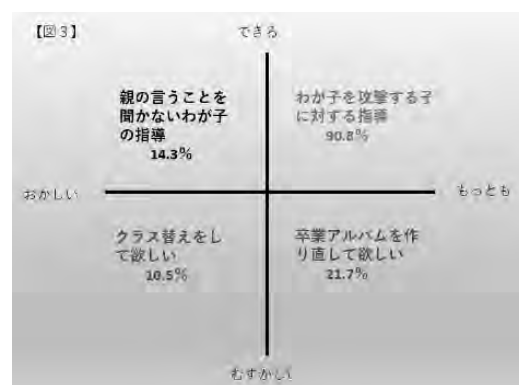 【図3】
できる
親の言うことを
聞かないわが子
の指導
14.3%
わが子を攻撃する子
に対する指導
90.8%
おかしい
もっとも
クラス替えをし
て欲しい
10.5%
卒業アルバムを作
り直して欲しい
21.7%
むずかしい